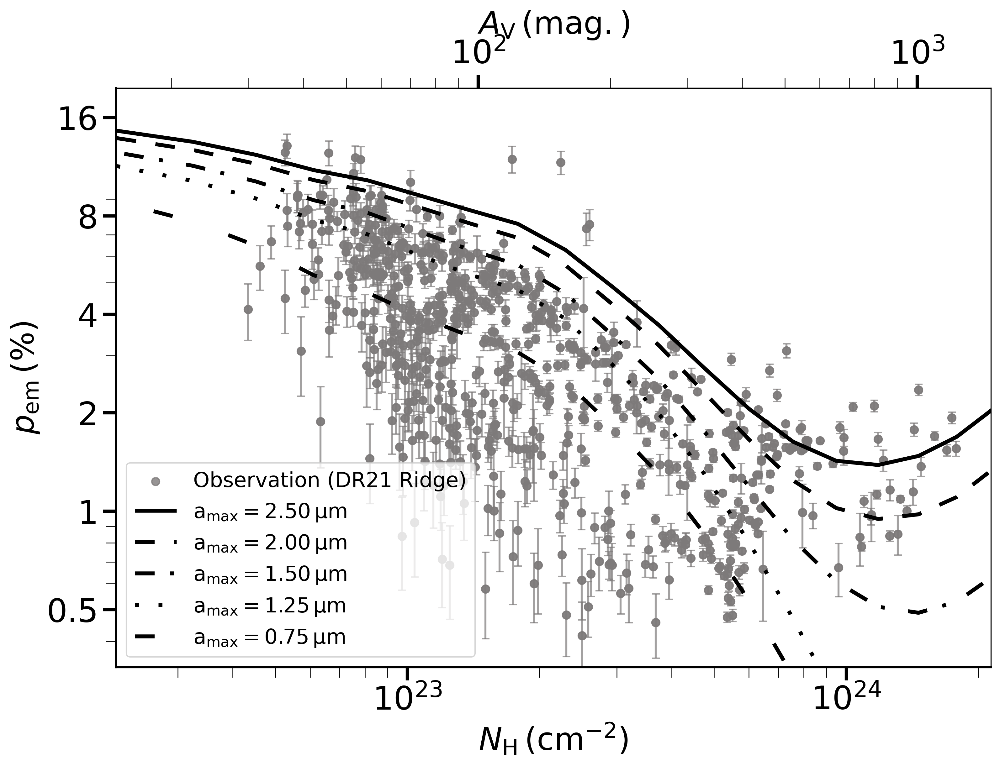 A_V (mag.)
10^2 10^3
16
8
4
2
1
0.5
p_em (%)
Observation (DR21 Ridge)
a_max = 2.50 μm
a_max = 2.00 μm
a_max = 1.50 μm
a_max = 1.25 μm
a_max = 0.75 μm
10^23 10^24
N_H (cm^−2)